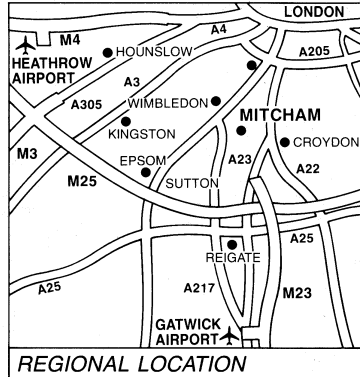 LONDON
A4
M4
HOUNSLOW
A205
HEATHROW
AIRPORT
A3
WIMBLEDON
A305
MITCHAM
KINGSTON
CROYDON
M3
EPSOM
A23
A22
M25
SUTTON
A25
REIGATE
A25
A217
M23
GATWICK
AIRPORT
REGIONAL LOCATION